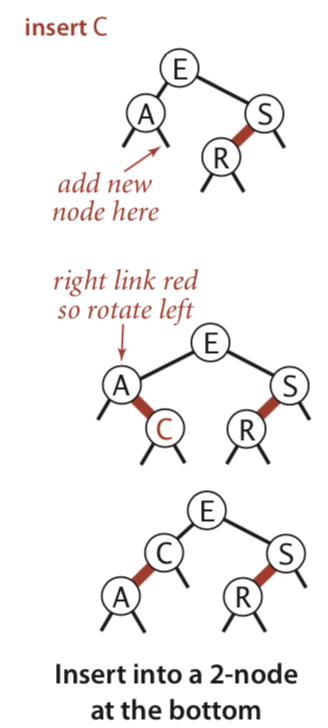 insert C
E
A
S
R
add new
node here
right link red
so rotate left
E
A
S
C
R
E
C
S
A
R
Insert into a 2-node
at the bottom